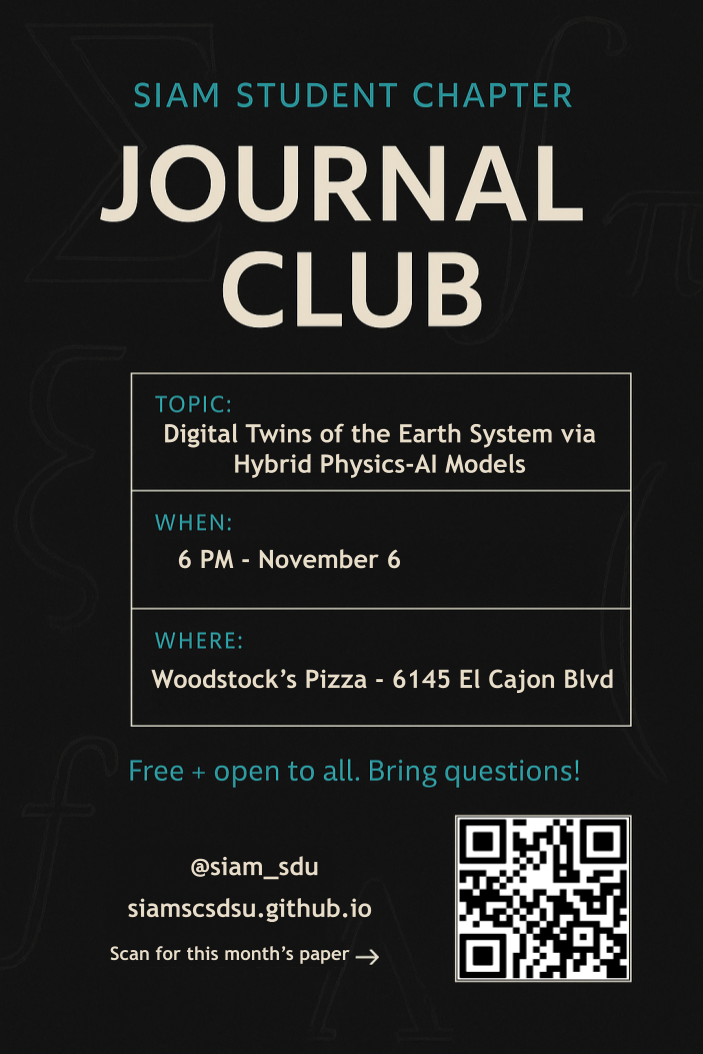 SIAM STUDENT CHAPTER
JOURNAL
CLUB
TOPIC:
Digital Twins of the Earth System via
Hybrid Physics-AI Models
WHEN:
6 PM - November 6
WHERE:
Woodstock’s Pizza - 6145 El Cajon Blvd
Free + open to all. Bring questions!
@siam_sdu
siamscsdsu.github.io
Scan for this month’s paper →